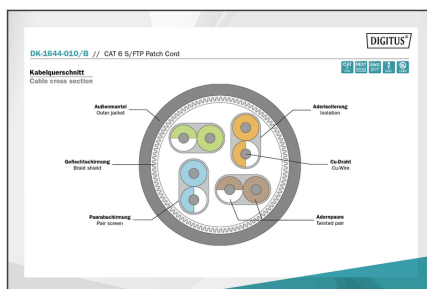 DIGITUS®
DK-1644-010/B // CAT 6 S/FTP Patch Cord
Kabelquerschnitt
Cable cross section
Außenmantel
Outer jacket
Aderisolierung
Isolation
Geflechtschirmung
Braid shield
Cu-Draht
Cu-Wire
Paarabschirmung
Pair screen
Adernpaare
Twisted pair